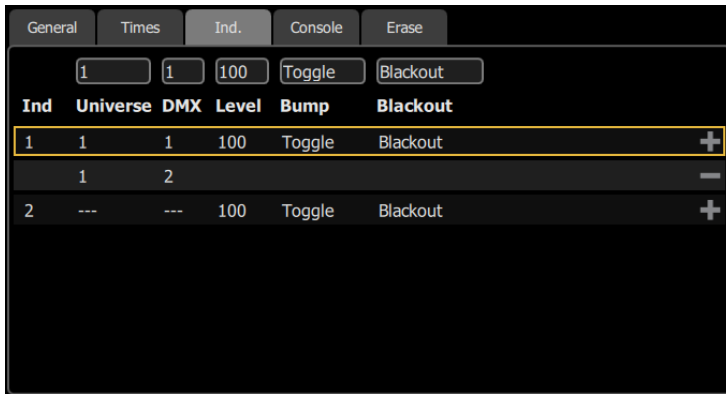 General Times Ind. Console Erase
1 1 100 Toggle Blackout
Ind Universe DMX Level Bump Blackout
1 1 1 100 Toggle Blackout
1 2
2 --- --- 100 Toggle Blackout